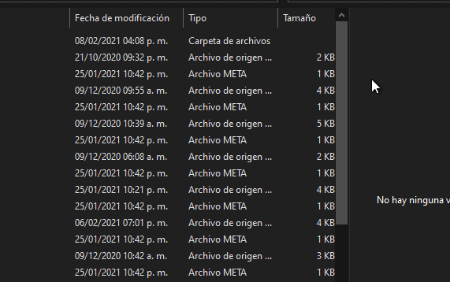 Fecha de modificación Tipo Tamaño
08/02/2021 04:08 p. m. Carpeta de archivos
21/10/2020 09:32 p. m. Archivo de origen ... 2 KB
25/01/2021 10:42 p. m. Archivo META 1 KB
09/12/2020 09:55 a. m. Archivo de origen ... 4 KB
25/01/2021 10:42 p. m. Archivo META 1 KB
09/12/2020 10:39 a. m. Archivo de origen ... 5 KB
25/01/2021 10:42 p. m. Archivo META 1 KB
09/12/2020 06:08 a. m. Archivo de origen ... 2 KB
25/01/2021 10:42 p. m. Archivo META 1 KB
25/01/2021 10:21 p. m. Archivo de origen ... 4 KB
25/01/2021 10:42 p. m. Archivo META 1 KB
No hay ninguna v
06/02/2021 07:01 p. m. Archivo de origen ... 4 KB
25/01/2021 10:42 p. m. Archivo META 1 KB
09/12/2020 10:42 a. m. Archivo de origen ... 3 KB
25/01/2021 10:42 p. m. Archivo META 1 KB